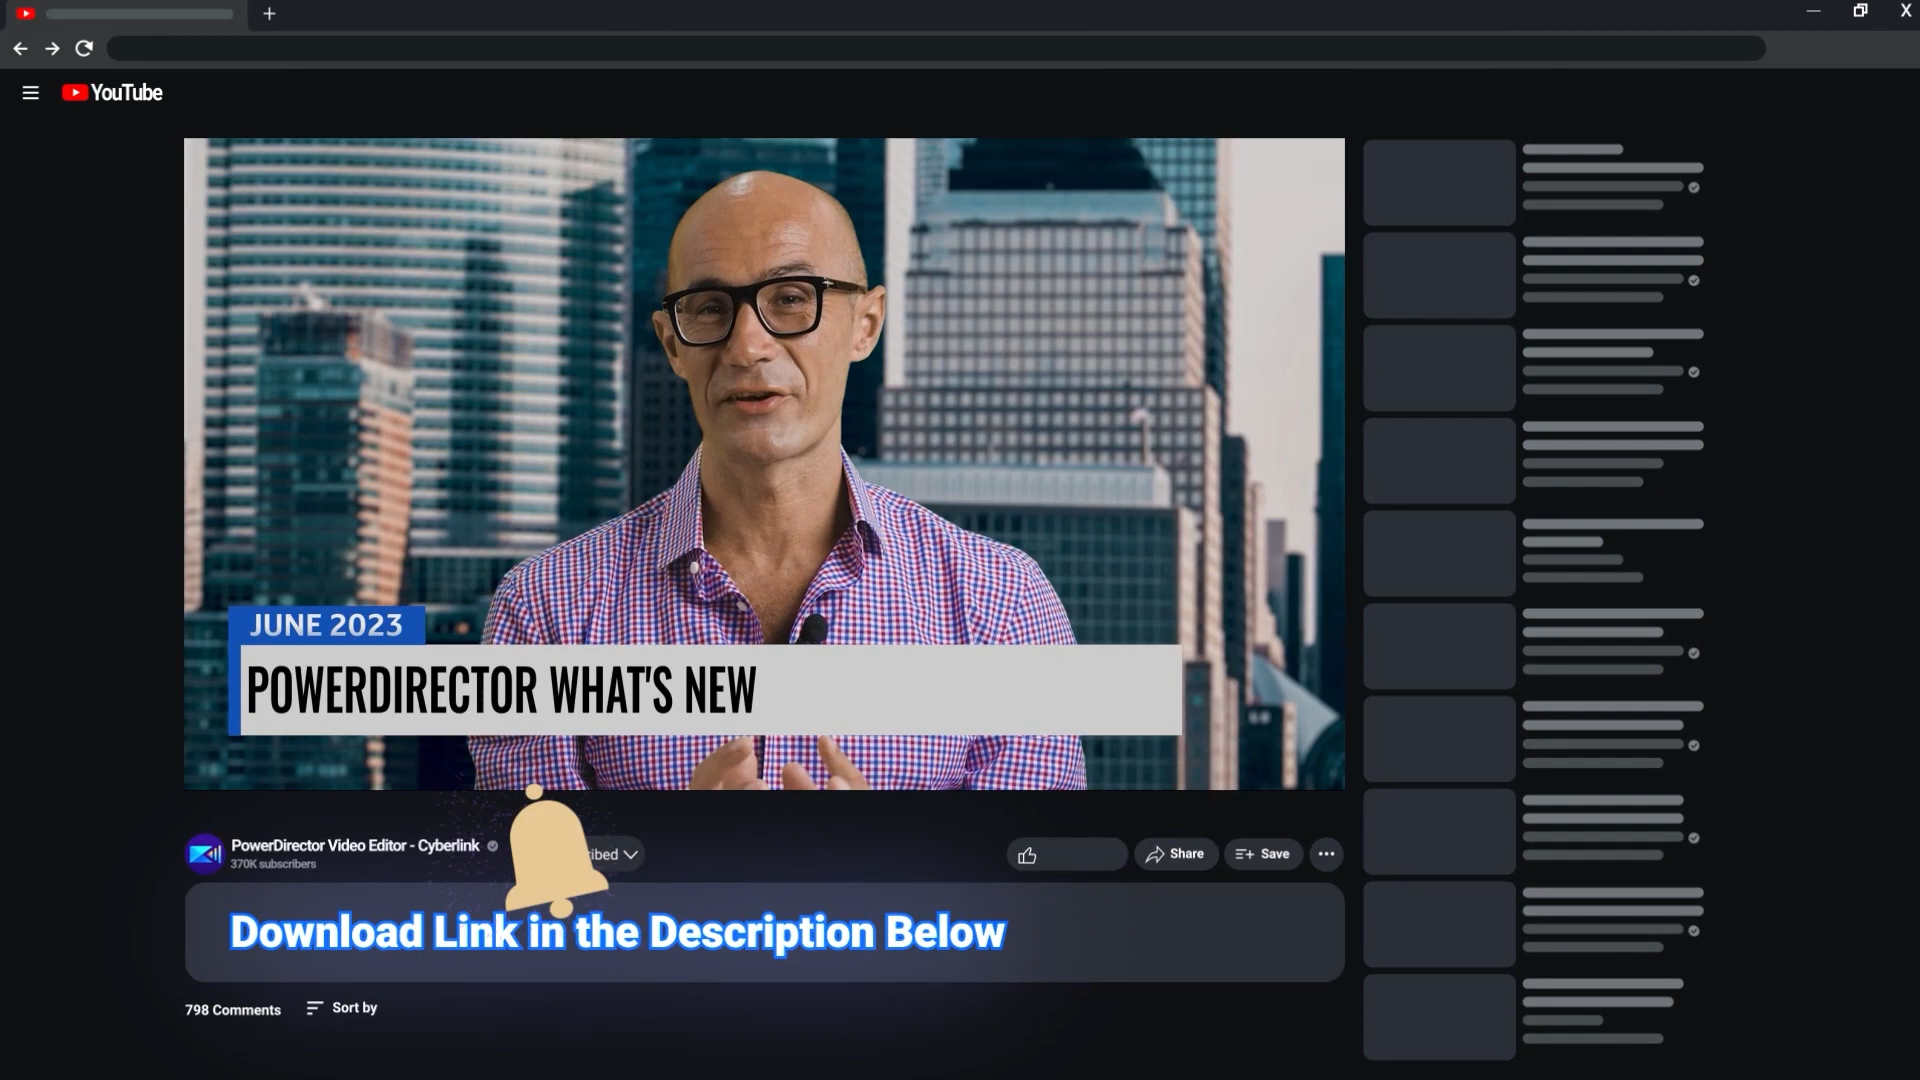 YouTube
JUNE 2023
POWERDIRECTOR WHAT'S NEW
PowerDirector Video Editor - Cyberlink
370K subscribers
ibed
Share
Save
Download Link in the Description Below
798 Comments
Sort by